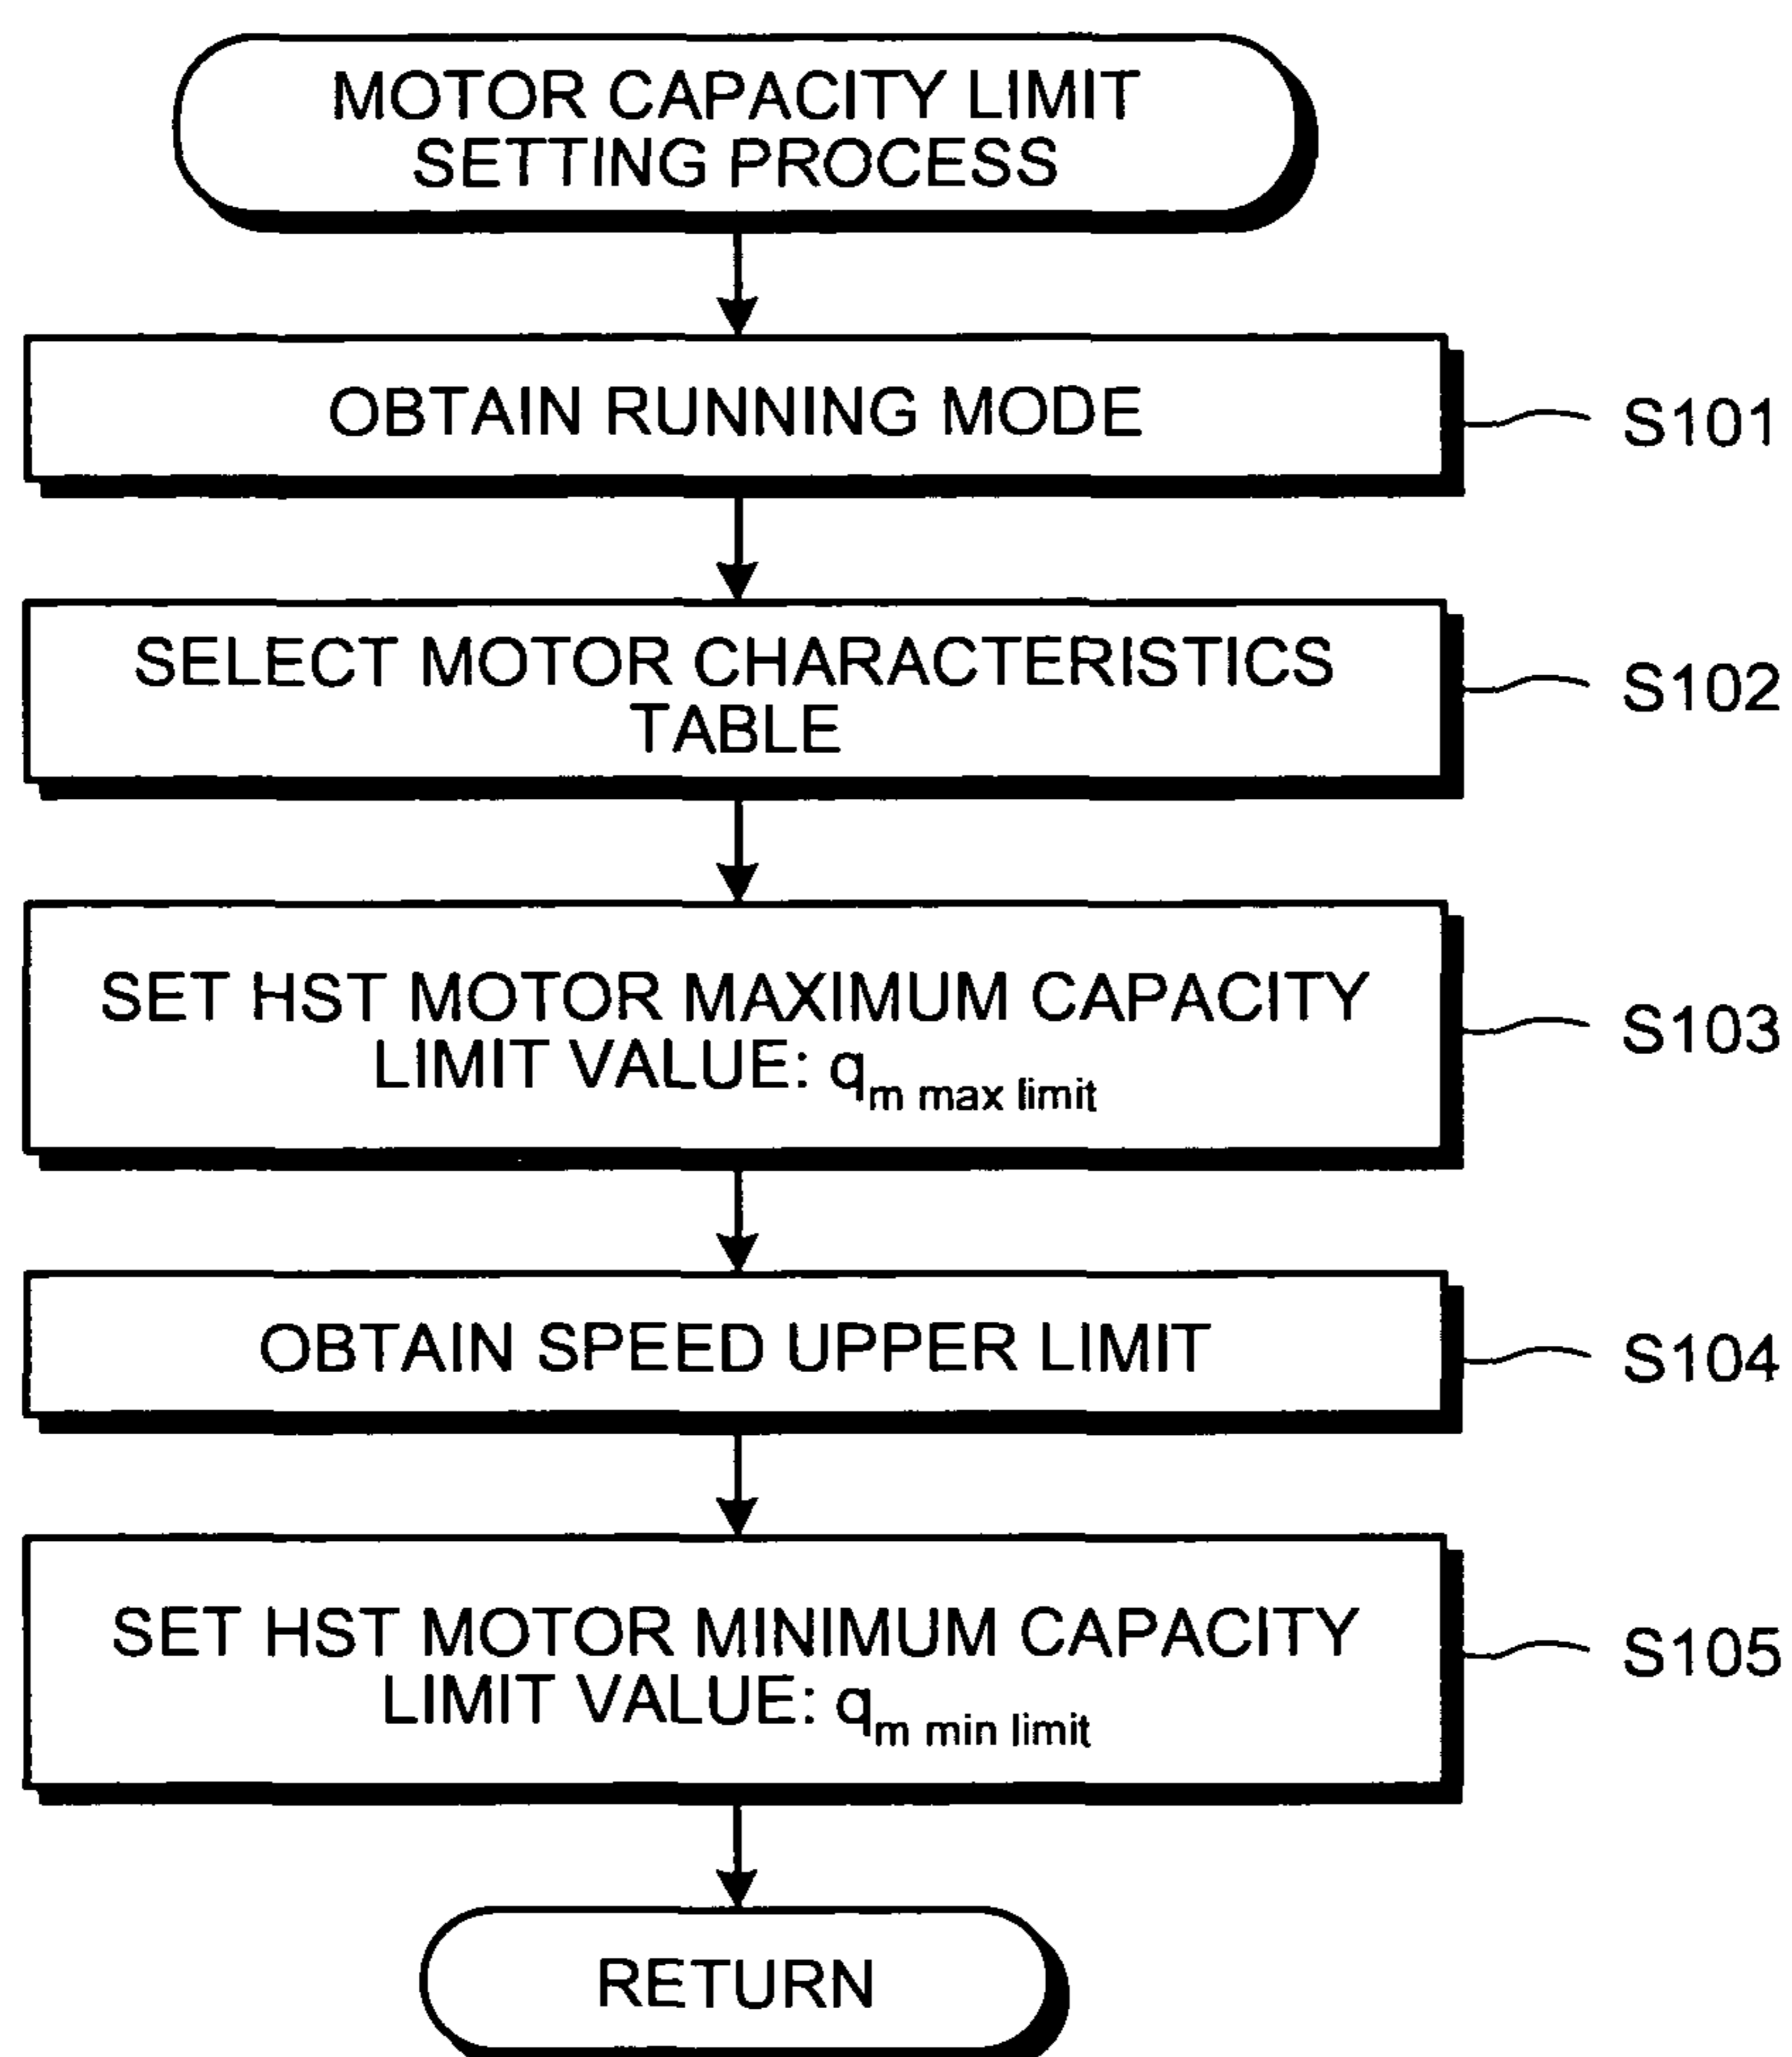 MOTOR CAPACITY LIMIT
SETTING PROCESS
OBTAIN RUNNING MODE
S101
SELECT MOTOR CHARACTERISTICS
TABLE
S102
SET HST MOTOR MAXIMUM CAPACITY
LIMIT VALUE: qm max limit
S103
OBTAIN SPEED UPPER LIMIT
S104
SET HST MOTOR MINIMUM CAPACITY
LIMIT VALUE: qm min limit
S105
RETURN